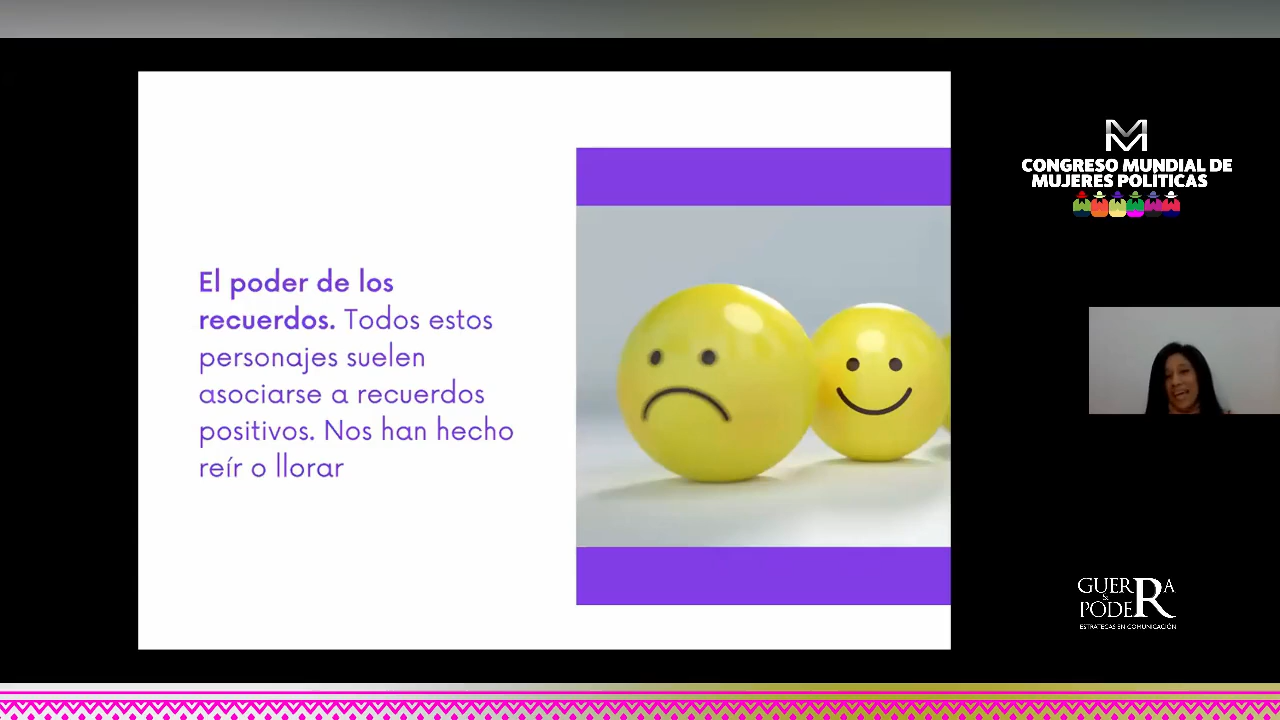 El poder de los
recuerdos. Todos estos
personajes suelen
asociarse a recuerdos
positivos. Nos han hecho
reír o llorar
CONGRESO MUNDIAL DE
MUJERES POLÍTICAS
GUERRA
&
PODER
ESTRATEGAS EN COMUNICACIÓN